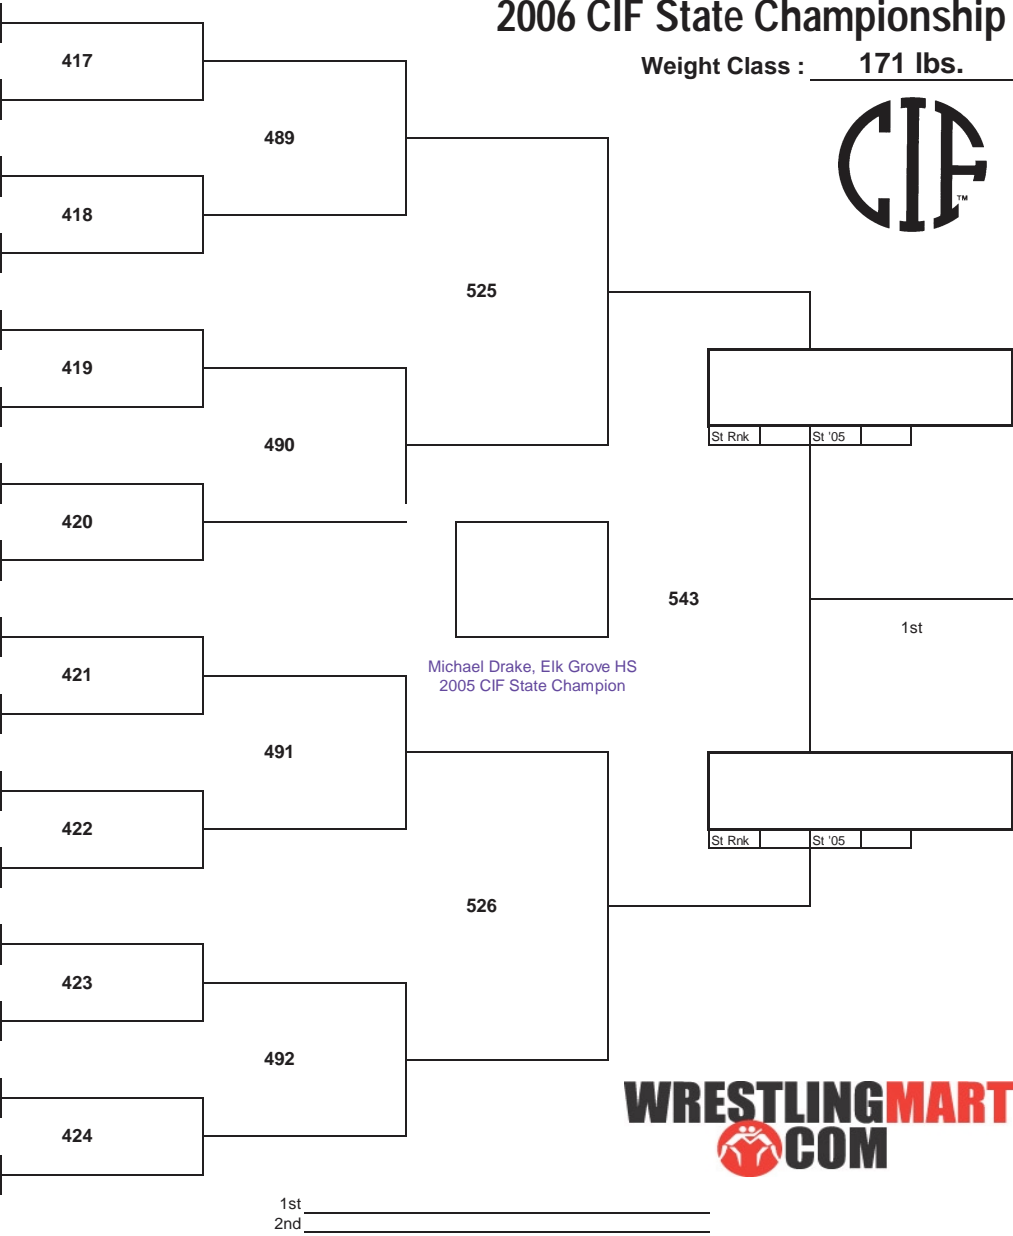 2006 CIF State Championship
Weight Class : 171 lbs.
417
489
CIF™
418
525
419
St Rnk St '05
490
420
543
1st
Michael Drake, Elk Grove HS
2005 CIF State Champion
421
491
422
St Rnk St '05
526
423
492
WRESTLINGMART
COM
424
1st
2nd